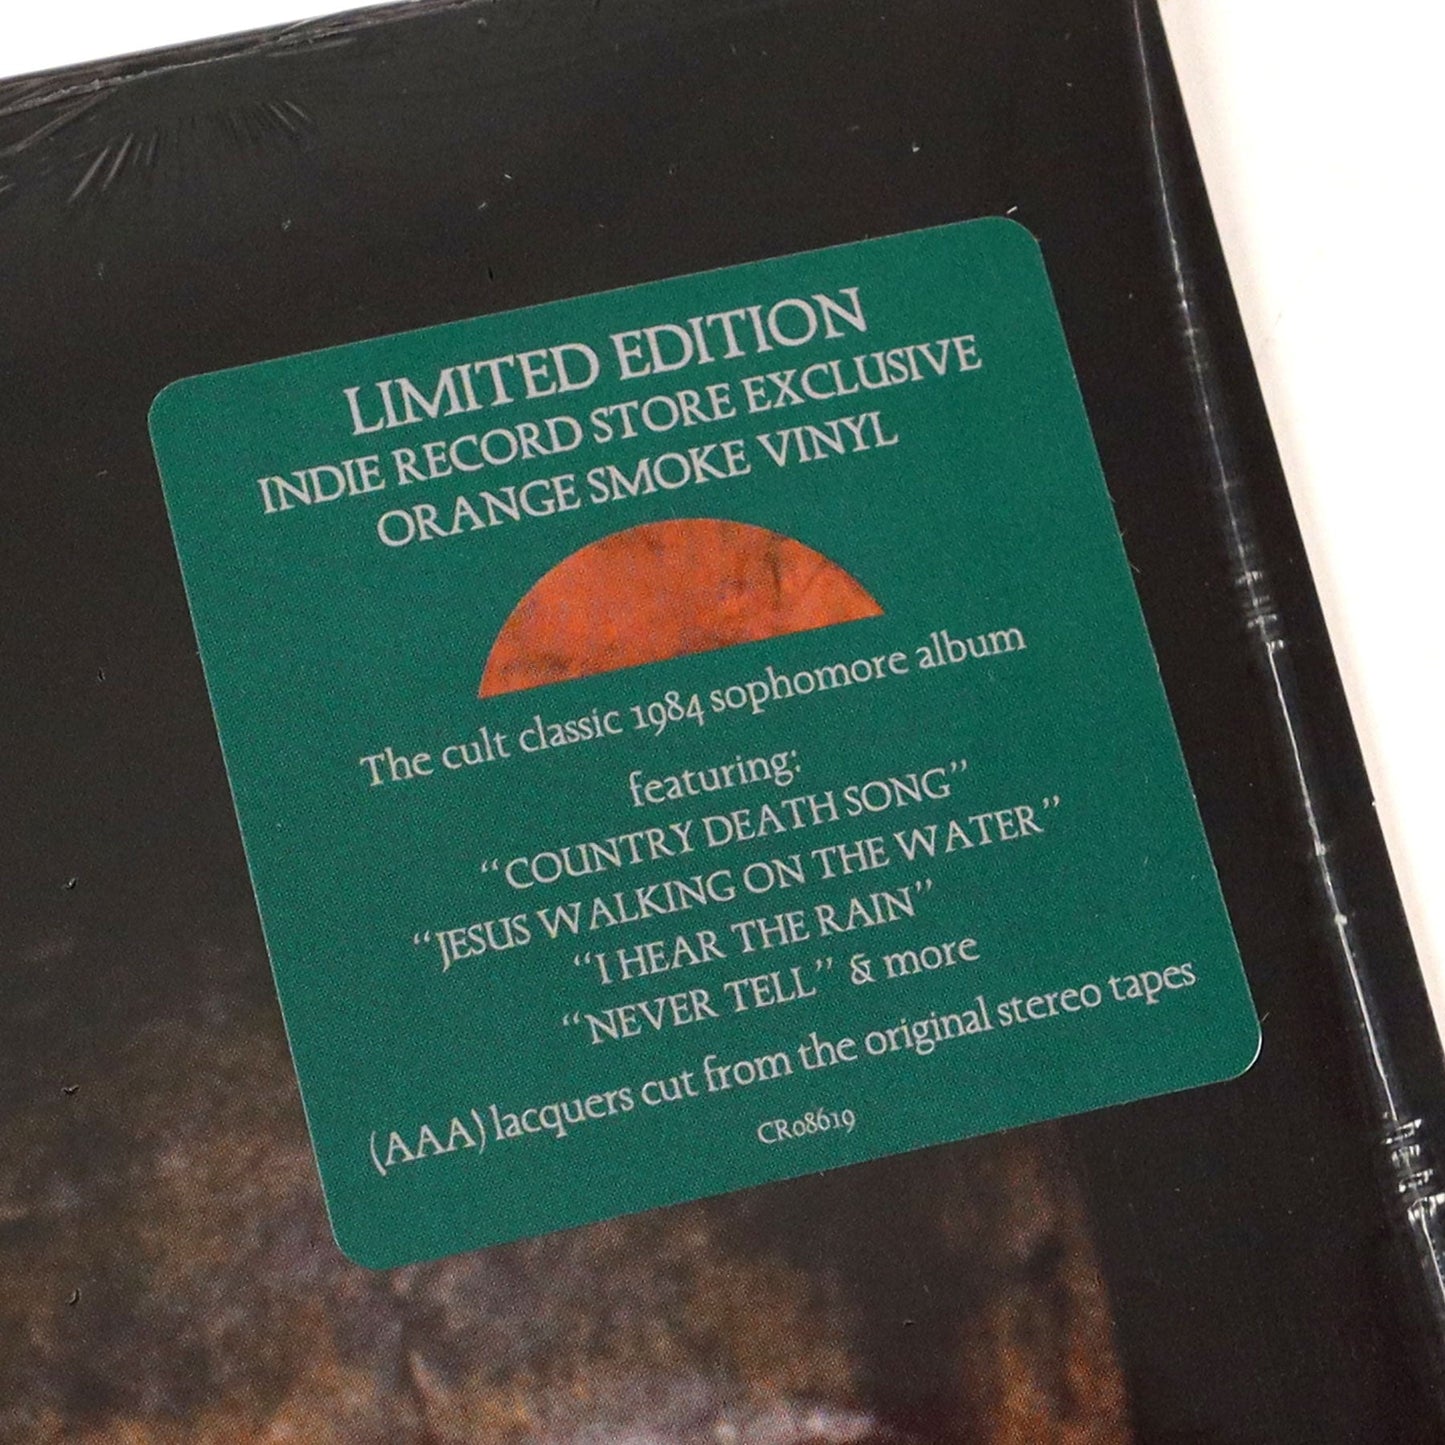 LIMITED EDITION
INDIE RECORD STORE EXCLUSIVE
ORANGE SMOKE VINYL
The cult classic 1984 sophomore album
featuring:
“COUNTRY DEATH SONG”
“JESUS WALKING ON THE WATER”
“I HEAR THE RAIN”
“NEVER TELL” & more
(AAA) lacquers cut from the original stereo tapes
CR08619